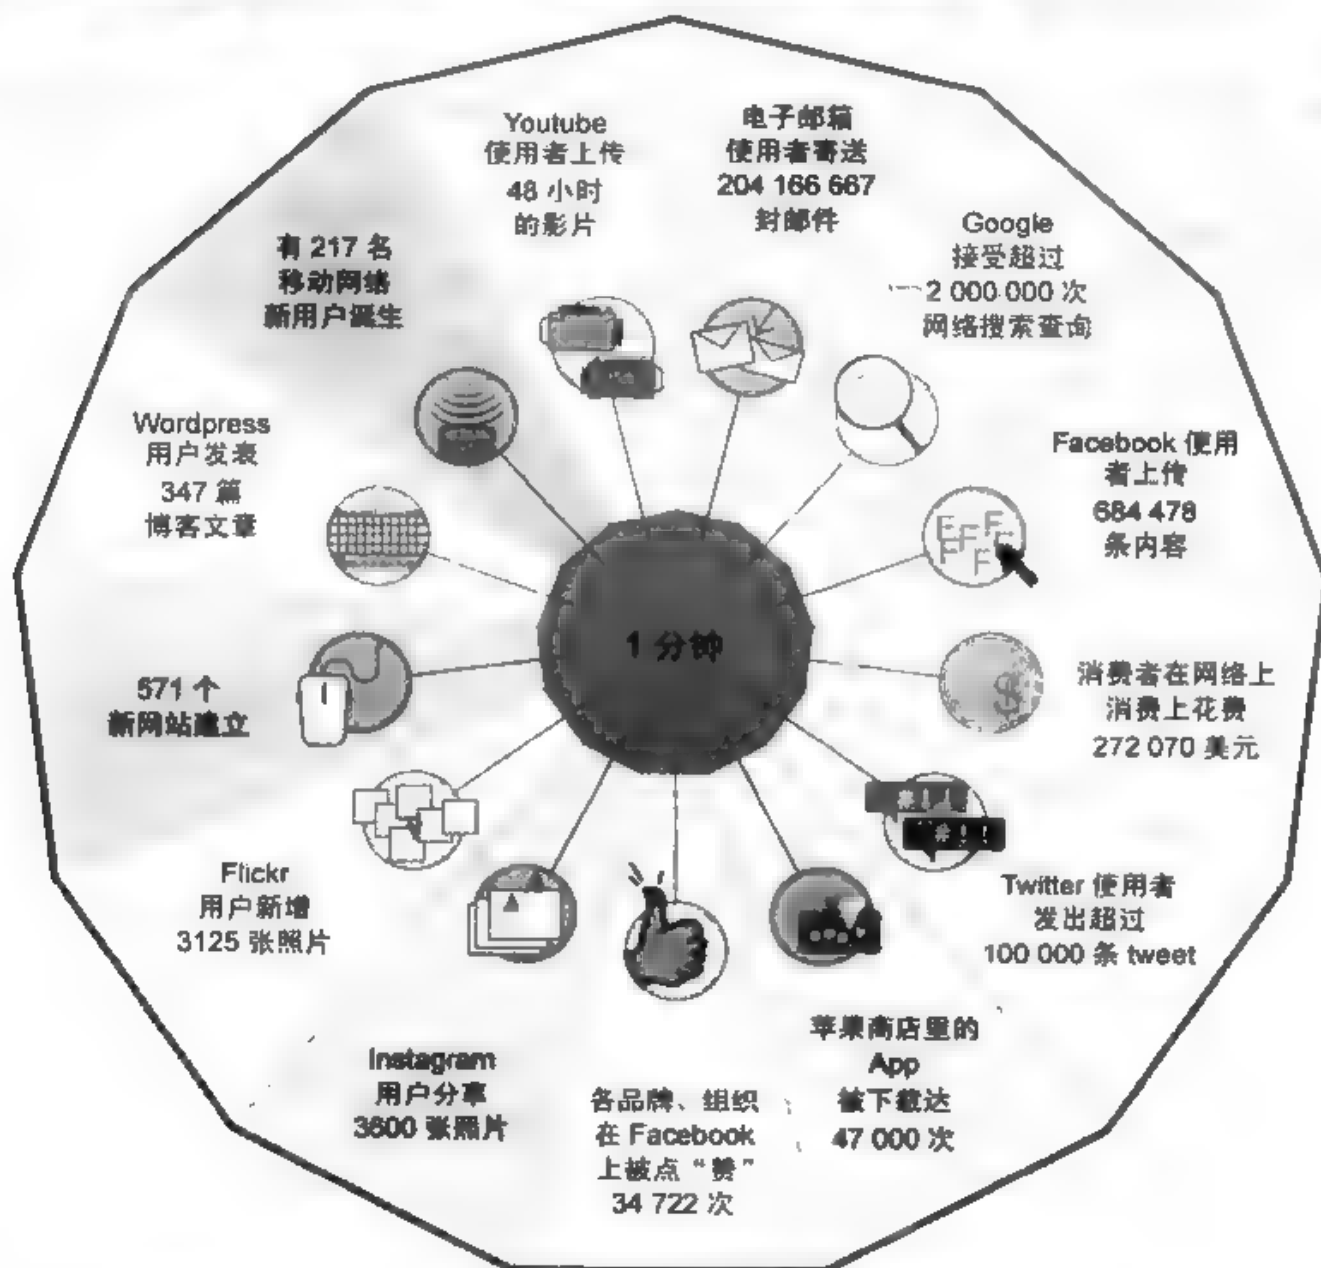 Youtube
使用者上传
48 小时
的影片
电子邮箱
使用者寄送
204 166 667
封邮件
Google
接受超过
2 000 000 次
网络搜索查询
Facebook 使用
者上传
684 478
条内容
消费者在网络上
消费上花费
272 070 美元
Twitter 使用者
发出超过
100 000 条 tweet
苹果商店里的
App
被下载达
47 000 次
各品牌、组织
在 Facebook
上被点“赞”
34 722 次
Instagram
用户分享
3600 张照片
Flickr
用户新增
3125 张照片
571 个
新网站建立
Wordpress
用户发表
347 篇
博客文章
有 217 名
移动网络
新用户诞生
1 分钟